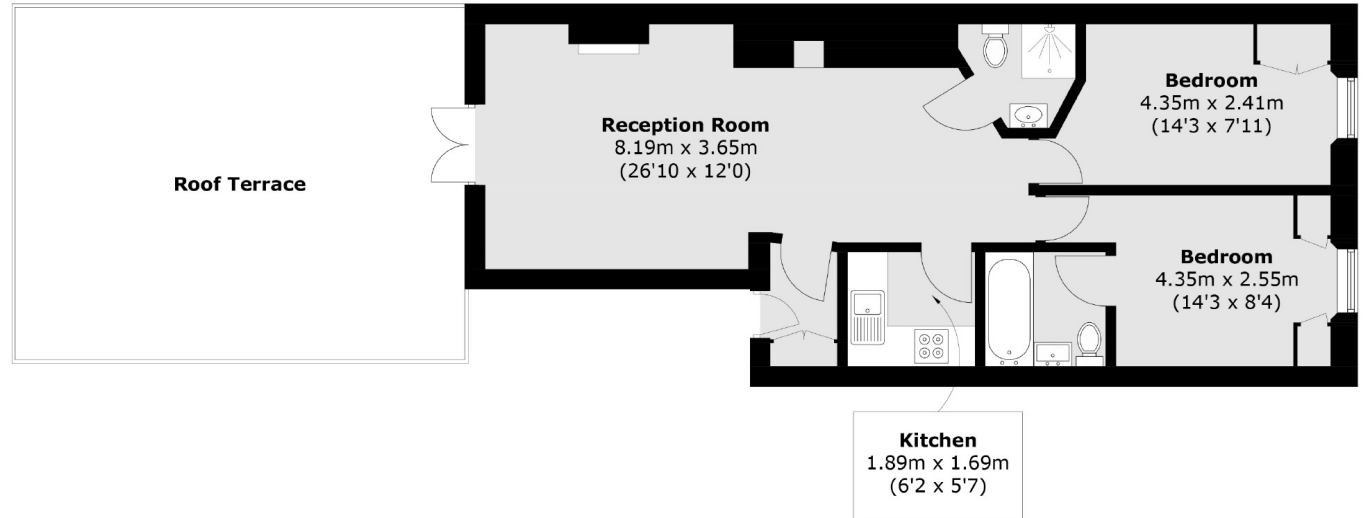 Roof Terrace
Reception Room
8.19m x 3.65m
(26'10 x 12'0)
Bedroom
4.35m x 2.41m
(14'3 x 7'11)
Bedroom
4.35m x 2.55m
(14'3 x 8'4)
Kitchen
1.89m x 1.69m
(6'2 x 5'7)